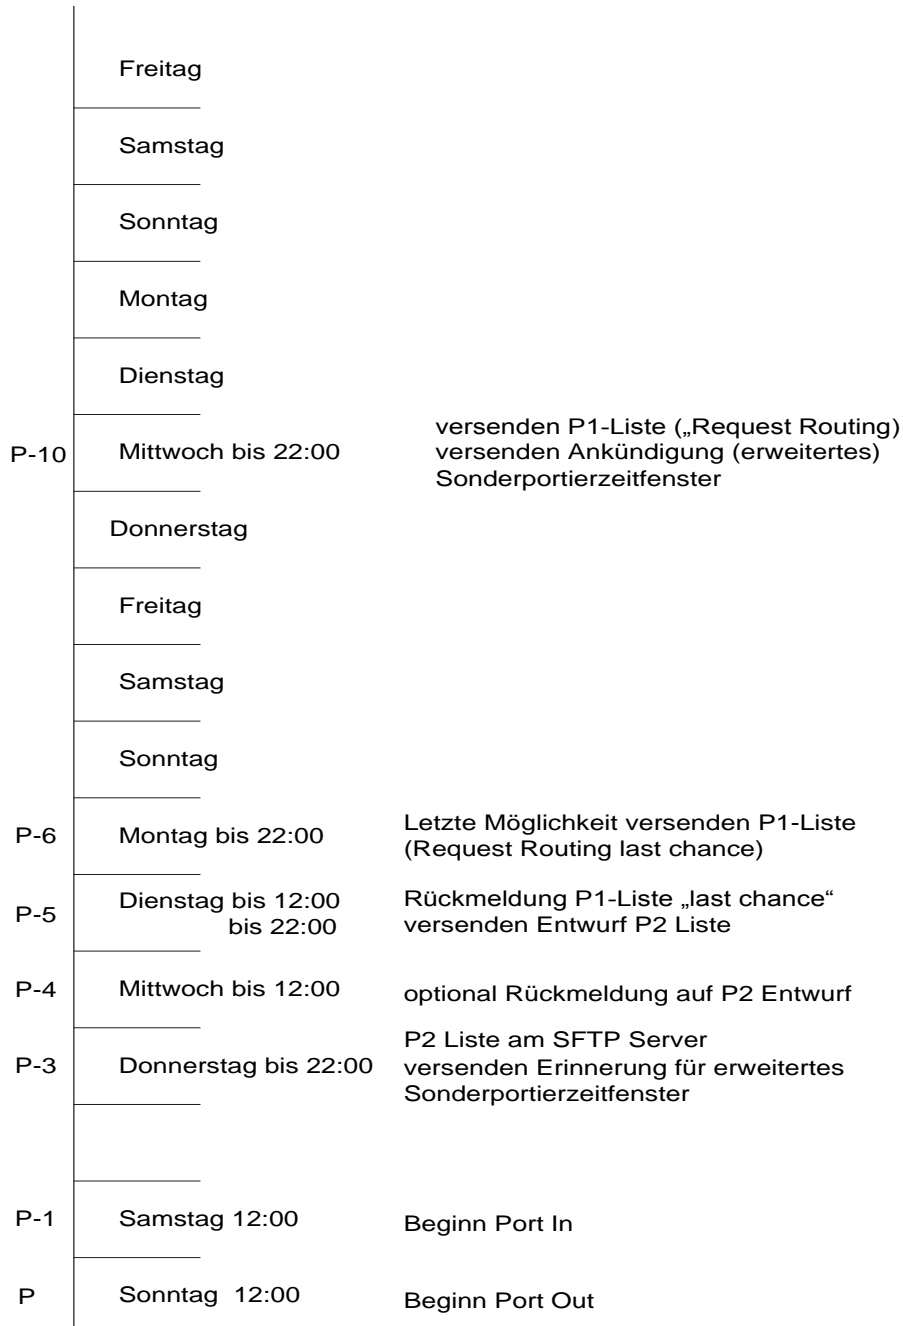 Freitag
Samstag
Sonntag
Montag
Dienstag
P-10 Mittwoch bis 22:00 versenden P1-Liste („Request Routing)
versenden Ankündigung (erweitertes)
Sonderportierzeitfenster
Donnerstag
Freitag
Samstag
Sonntag
P-6 Montag bis 22:00 Letzte Möglichkeit versenden P1-Liste
(Request Routing last chance)
P-5 Dienstag bis 12:00 Rückmeldung P1-Liste „last chance“
bis 22:00 versenden Entwurf P2 Liste
P-4 Mittwoch bis 12:00 optional Rückmeldung auf P2 Entwurf
P2 Liste am SFTP Server
P-3 Donnerstag bis 22:00 versenden Erinnerung für erweitertes
Sonderportierzeitfenster
P-1 Samstag 12:00 Beginn Port In
P Sonntag 12:00 Beginn Port Out